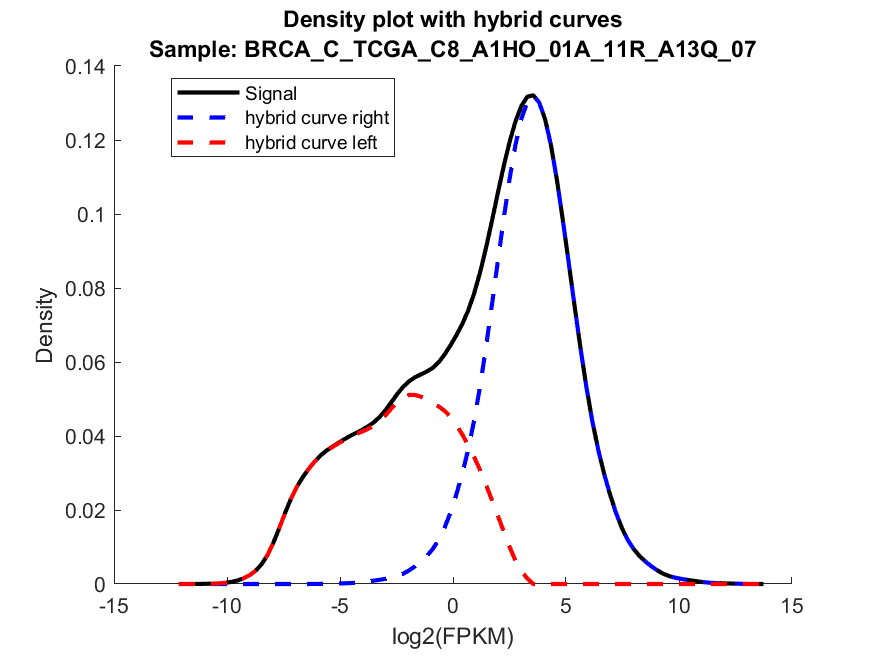 Density plot with hybrid curves
Sample: BRCA_C_TCGA_C8_A1HO_01A_11R_A13Q_07
Signal
hybrid curve right
hybrid curve left
0.14
0.12
0.1
0.08
0.06
0.04
0.02
0
Density
-15
-10
-5
0
5
10
15
log2(FPKM)